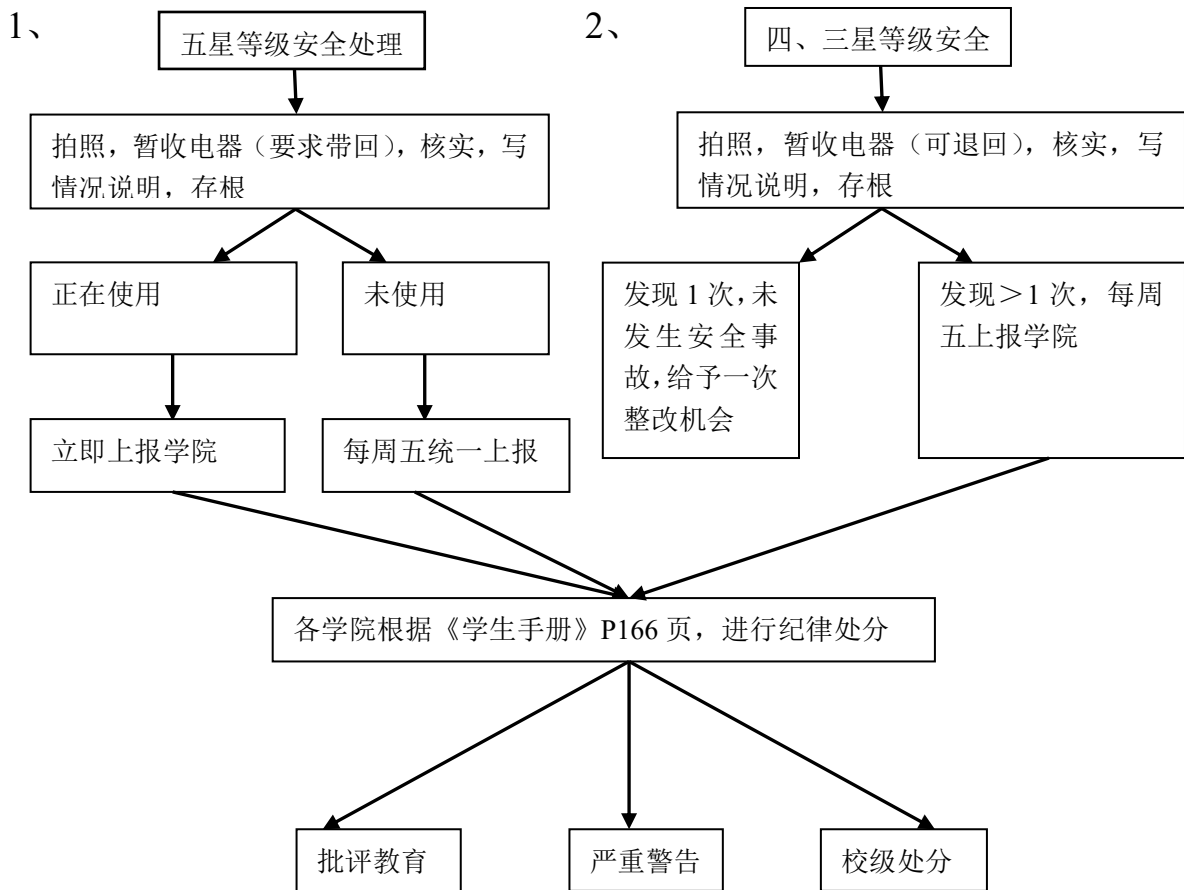 1、
五星等级安全处理
2、
四、三星等级安全
拍照，暂收电器（要求带回），核实，写
情况说明，存根
拍照，暂收电器（可退回），核实，写
情况说明，存根
正在使用
未使用
发现 1 次，未
发生安全事
故，给予一次
整改机会
发现＞1 次，每周
五上报学院
立即上报学院
每周五统一上报
各学院根据《学生手册》P166 页，进行纪律处分
批评教育
严重警告
校级处分